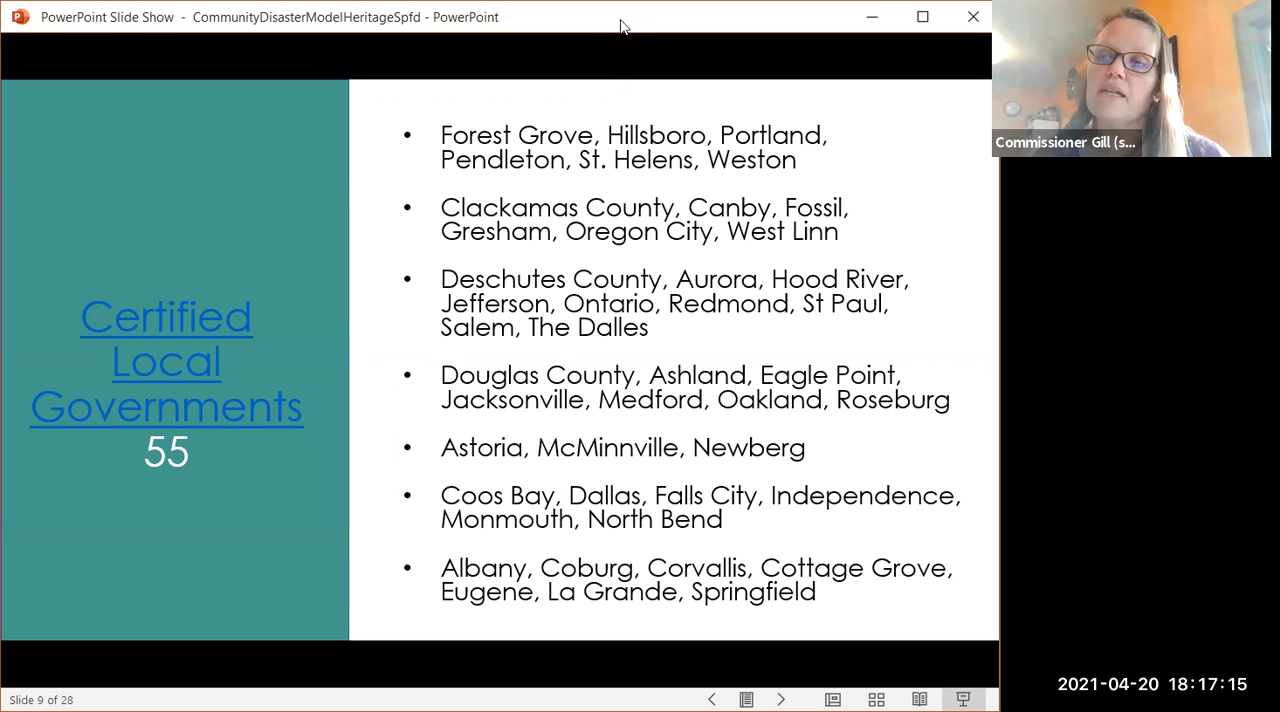 PowerPoint Slide Show - CommunityDisasterModelHeritageSpfd - PowerPoint
Commissioner Gill (s...
Certified
Local
Governments
55
• Forest Grove, Hillsboro, Portland,
Pendleton, St. Helens, Weston
• Clackamas County, Canby, Fossil,
Gresham, Oregon City, West Linn
• Deschutes County, Aurora, Hood River,
Jefferson, Ontario, Redmond, St Paul,
Salem, The Dalles
• Douglas County, Ashland, Eagle Point,
Jacksonville, Medford, Oakland, Roseburg
• Astoria, McMinnville, Newberg
• Coos Bay, Dallas, Falls City, Independence,
Monmouth, North Bend
• Albany, Coburg, Corvallis, Cottage Grove,
Eugene, La Grande, Springfield
Slide 9 of 28
2021-04-20 18:17:15